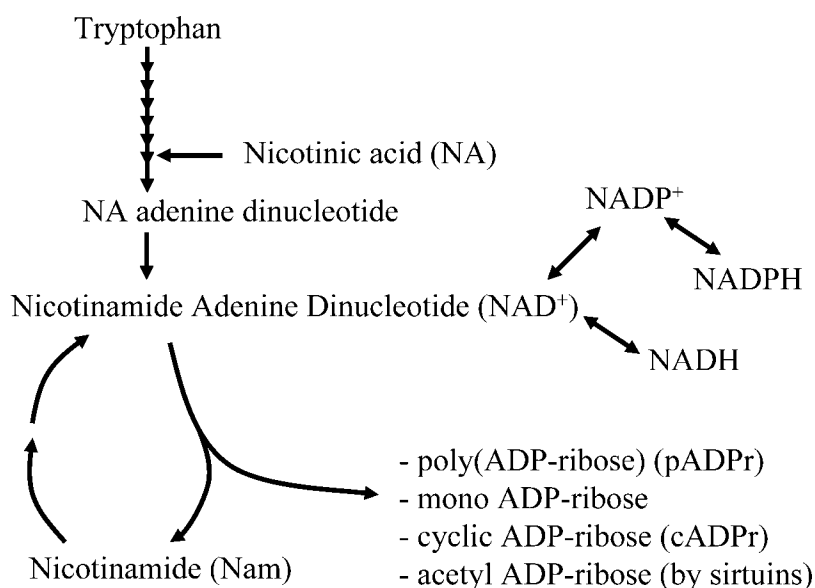 Tryptophan
Nicotinic acid (NA)
NA adenine dinucleotide
NADP⁺
NADPH
Nicotinamide Adenine Dinucleotide (NAD⁺)
NADH
- poly(ADP-ribose) (pADPr)
- mono ADP-ribose
- cyclic ADP-ribose (cADPr)
- acetyl ADP-ribose (by sirtuins)
Nicotinamide (Nam)